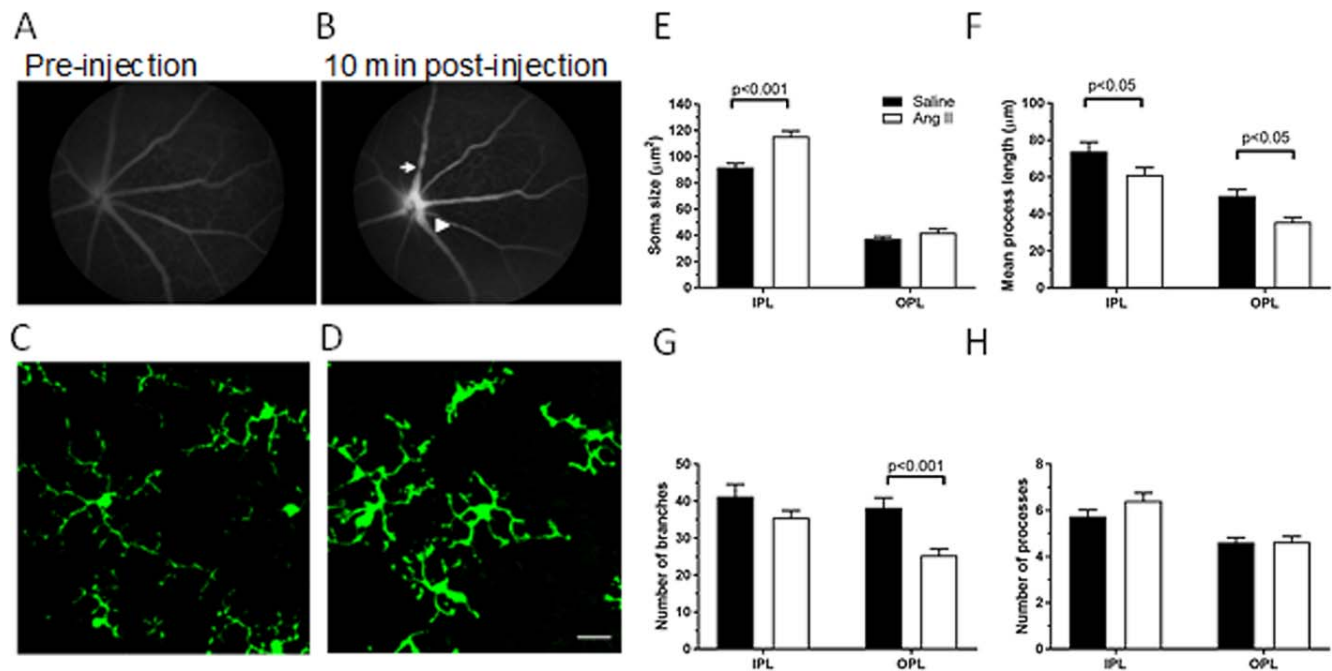 A
Pre-injection
B
10 min post-injection
C
D
E
p<0.001
Saline
Ang II
Soma size (μm²)
140
120
100
80
60
40
20
0
IPL
OPL
F
p<0.05
p<0.05
Mean process length (μm)
100
80
60
40
20
0
IPL
OPL
G
p<0.001
Number of branches
50
40
30
20
10
0
IPL
OPL
H
Number of processes
8
6
4
2
0
IPL
OPL